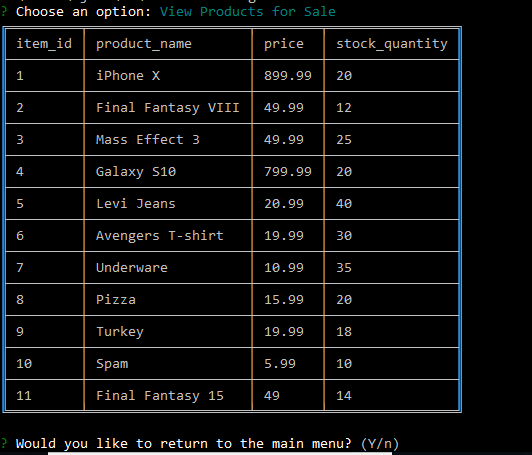 ? Choose an option: View Products for Sale
item_id product_name price stock_quantity
1 iPhone X 899.99 20
2 Final Fantasy VIII 49.99 12
3 Mass Effect 3 49.99 25
4 Galaxy S10 799.99 20
5 Levi Jeans 20.99 40
6 Avengers T-shirt 19.99 30
7 Underware 10.99 35
8 Pizza 15.99 20
9 Turkey 19.99 18
10 Spam 5.99 10
11 Final Fantasy 15 49 14
? Would you like to return to the main menu? (Y/n)